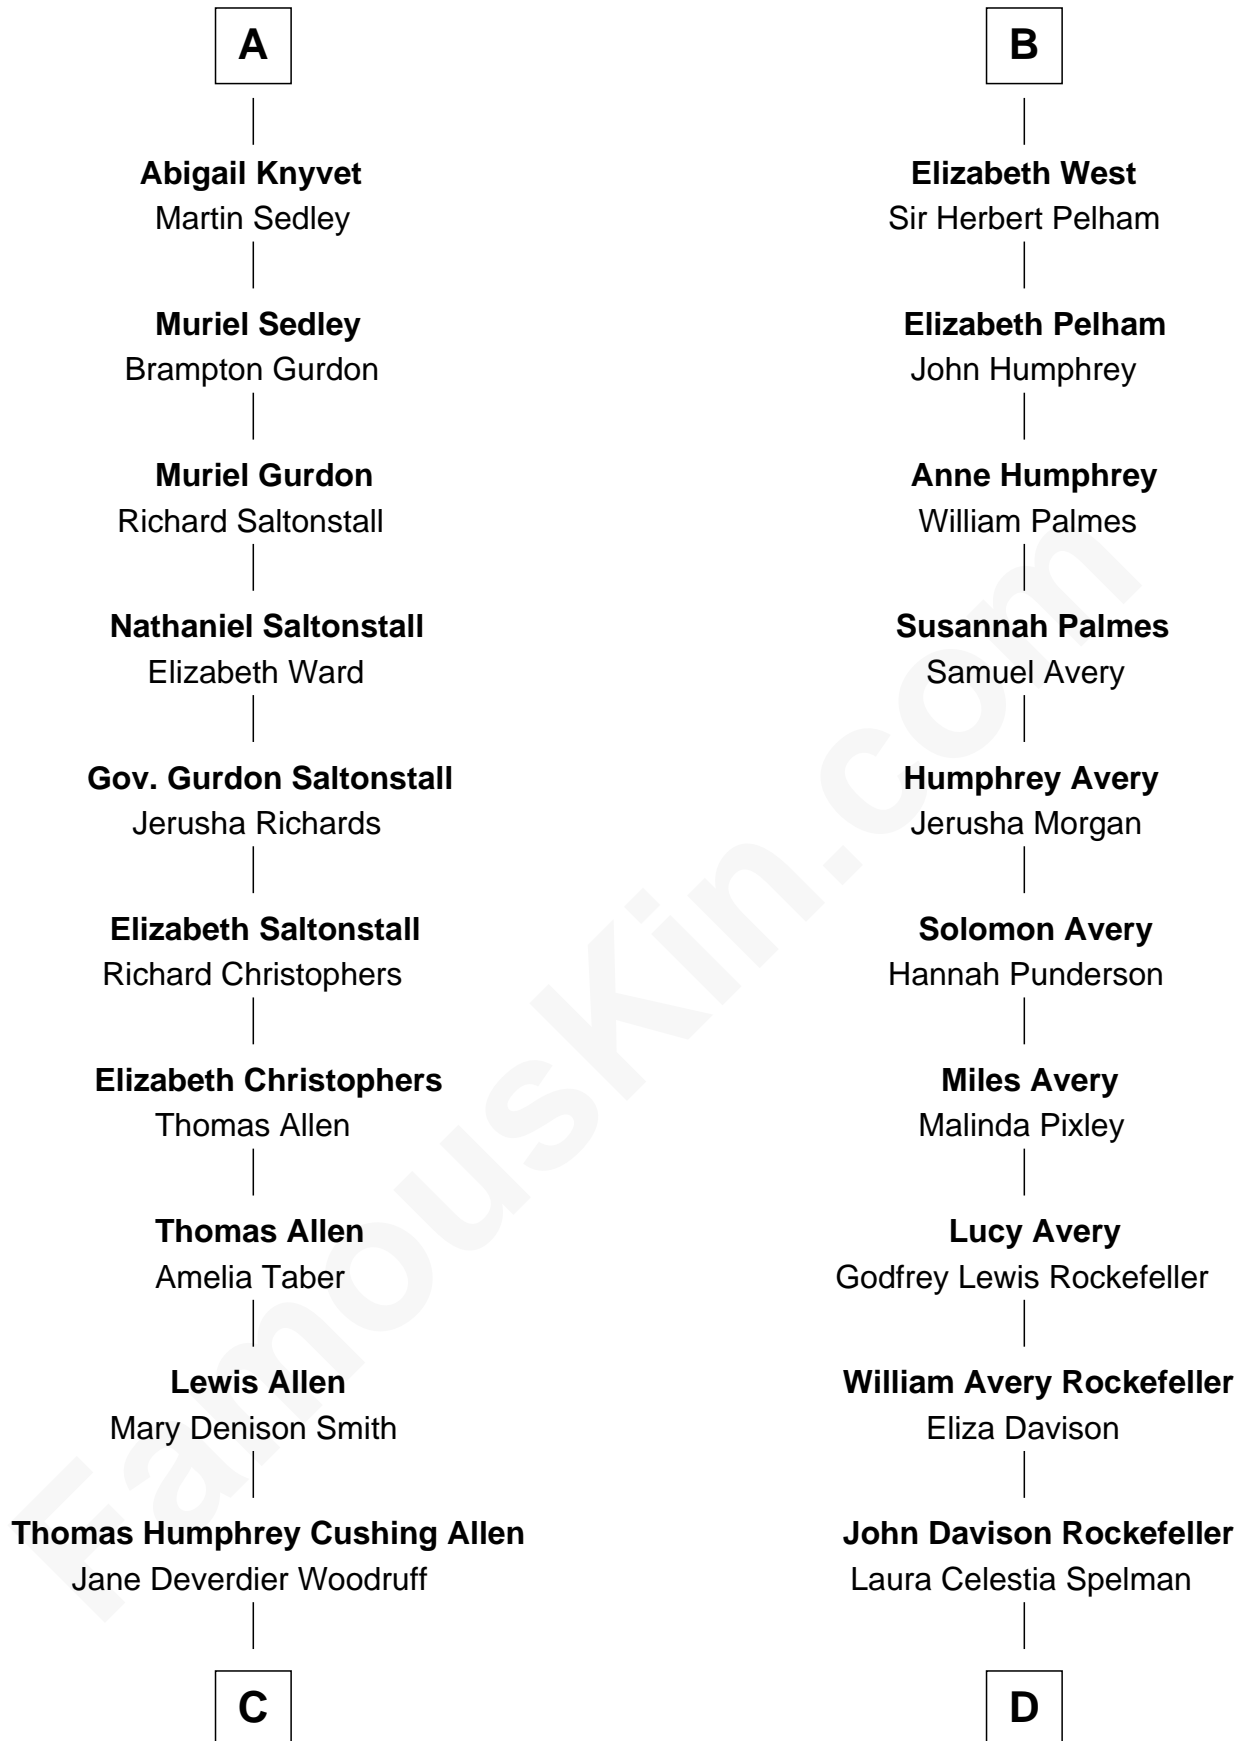 A
Abigail Knyvet
Martin Sedley
Muriel Sedley
Brampton Gurdon
Muriel Gurdon
Richard Saltonstall
Nathaniel Saltonstall
Elizabeth Ward
Gov. Gurdon Saltonstall
Jerusha Richards
Elizabeth Saltonstall
Richard Christophers
Elizabeth Christophers
Thomas Allen
Thomas Allen
Amelia Taber
Lewis Allen
Mary Denison Smith
Thomas Humphrey Cushing Allen
Jane Deverdier Woodruff
C
B
Elizabeth West
Sir Herbert Pelham
Elizabeth Pelham
John Humphrey
Anne Humphrey
William Palmes
Susannah Palmes
Samuel Avery
Humphrey Avery
Jerusha Morgan
Solomon Avery
Hannah Punderson
Miles Avery
Malinda Pixley
Lucy Avery
Godfrey Lewis Rockefeller
William Avery Rockefeller
Eliza Davison
John Davison Rockefeller
Laura Celestia Spelman
D
FamousKin.com